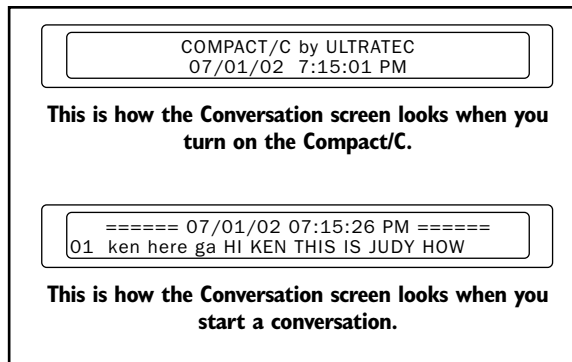 COMPACT/C by ULTRATEC
07/01/02 7:15:01 PM
This is how the Conversation screen looks when you
turn on the Compact/C.
====== 07/01/02 07:15:26 PM ======
01 ken here ga HI KEN THIS IS JUDY HOW
This is how the Conversation screen looks when you
start a conversation.